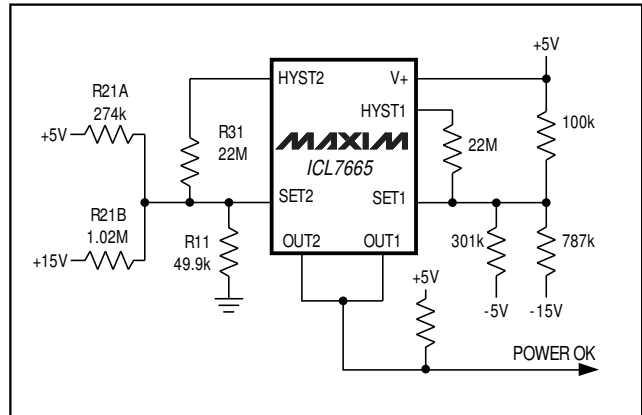 +5V
HYST2
V+
R21A
274k
HYST1
100k
+5V
R31
22M
MAXIM
ICL7665
22M
SET2
SET1
R21B
1.02M
R11
49.9k
+15V
OUT2
OUT1
301k
787k
+5V
-5V
-15V
POWER OK